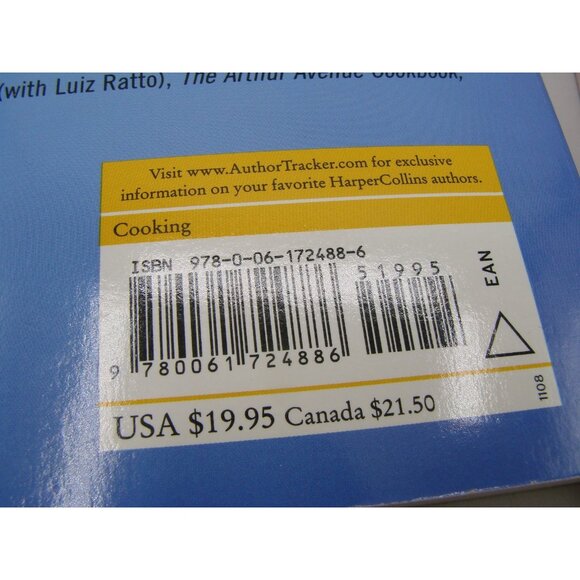 (with Luiz Ratto), The Arthur Avenue Cookbook,
Visit www.AuthorTracker.com for exclusive
information on your favorite HarperCollins authors.
Cooking
ISBN 978-0-06-172488-6
51995
9 780061 724886
EAN
1108
USA $19.95 Canada $21.50